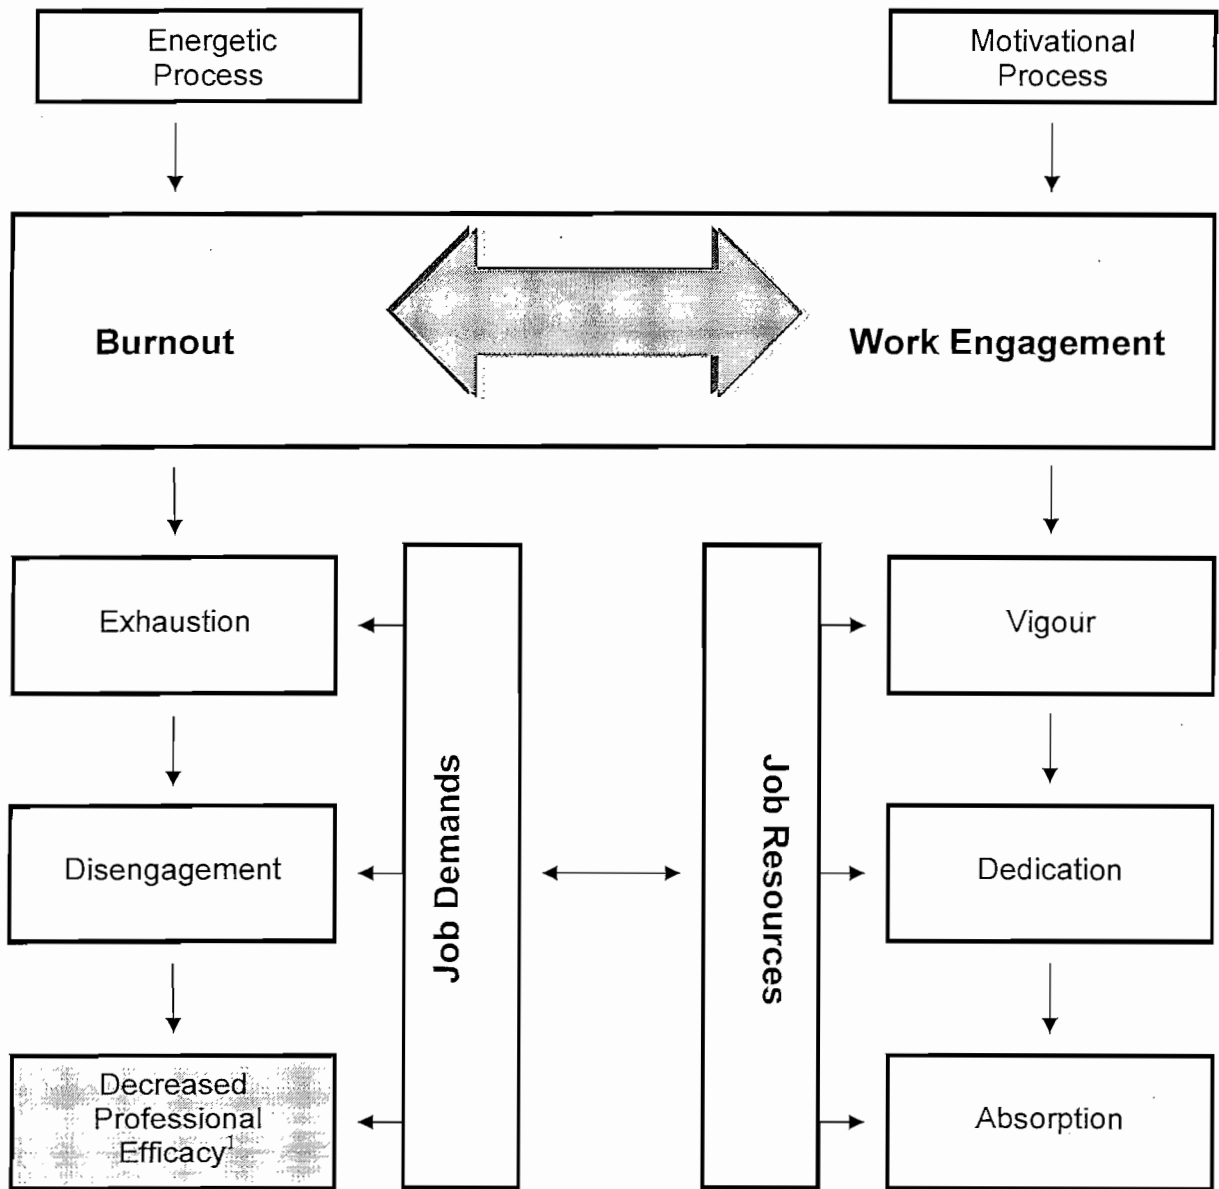 Energetic
Process
Motivational
Process
Burnout
Work Engagement
Exhaustion
Vigour
Job Demands
Job Resources
Disengagement
Dedication
Decreased
Professional
Efficacy¹
Absorption